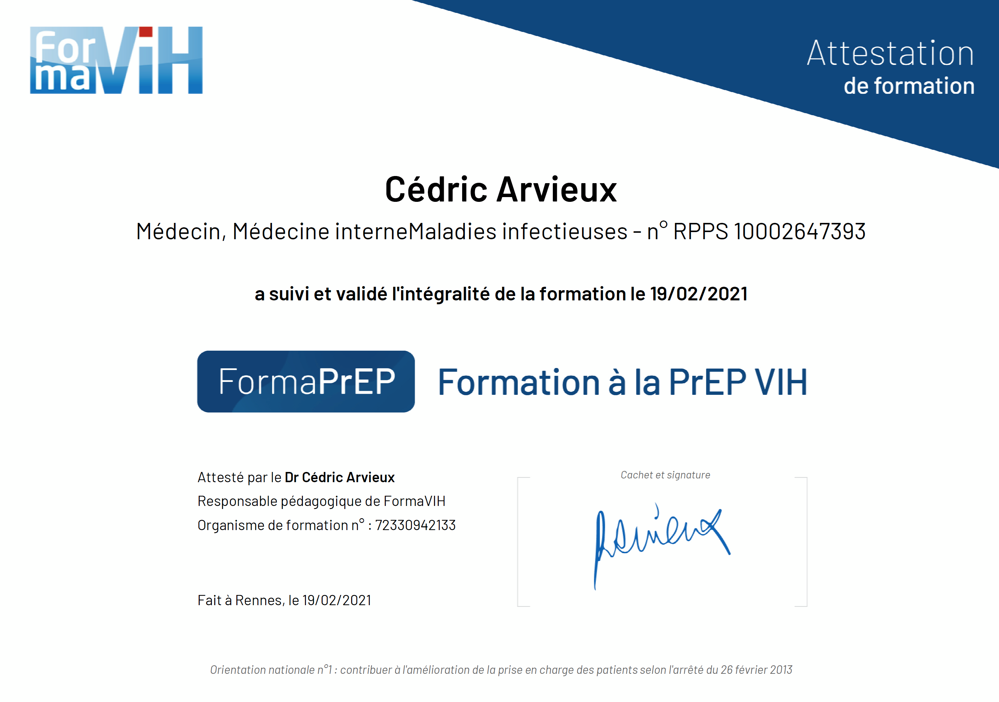 Forma ViH
Attestation
de formation
Cédric Arvieux
Médecin, Médecine interneMaladies infectieuses - n° RPPS 10002647393
a suivi et validé l'intégralité de la formation le 19/02/2021
FormaPrEP Formation à la PrEP VIH
Attesté par le Dr Cédric Arvieux
Responsable pédagogique de FormaVIH
Organisme de formation n° : 72330942133
Cachet et signature
Arvieux
Fait à Rennes, le 19/02/2021
Orientation nationale n°1 : contribuer à l'amélioration de la prise en charge des patients selon l'arrêté du 26 février 2013